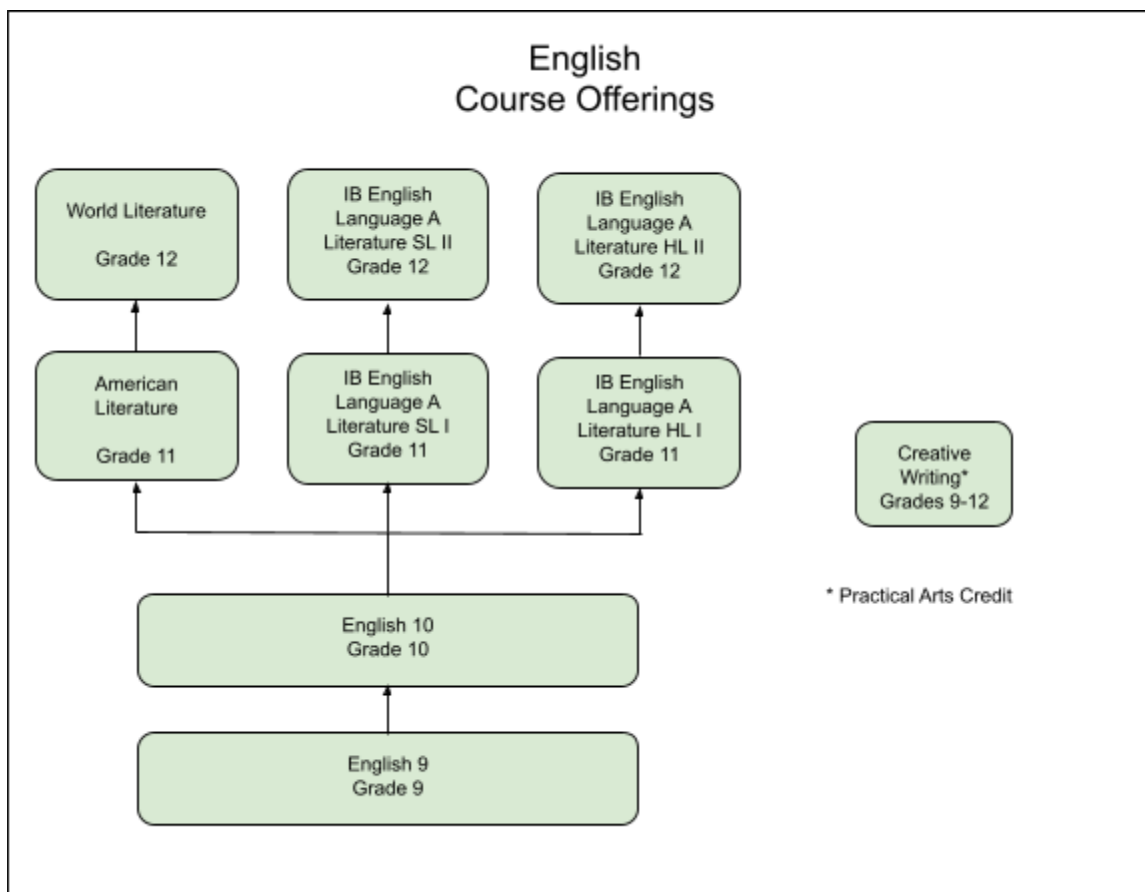 English
Course Offerings
World Literature
Grade 12
IB English
Language A
Literature SL II
Grade 12
IB English
Language A
Literature HL II
Grade 12
American
Literature
Grade 11
IB English
Language A
Literature SL I
Grade 11
IB English
Language A
Literature HL I
Grade 11
Creative
Writing*
Grades 9-12
* Practical Arts Credit
English 10
Grade 10
English 9
Grade 9